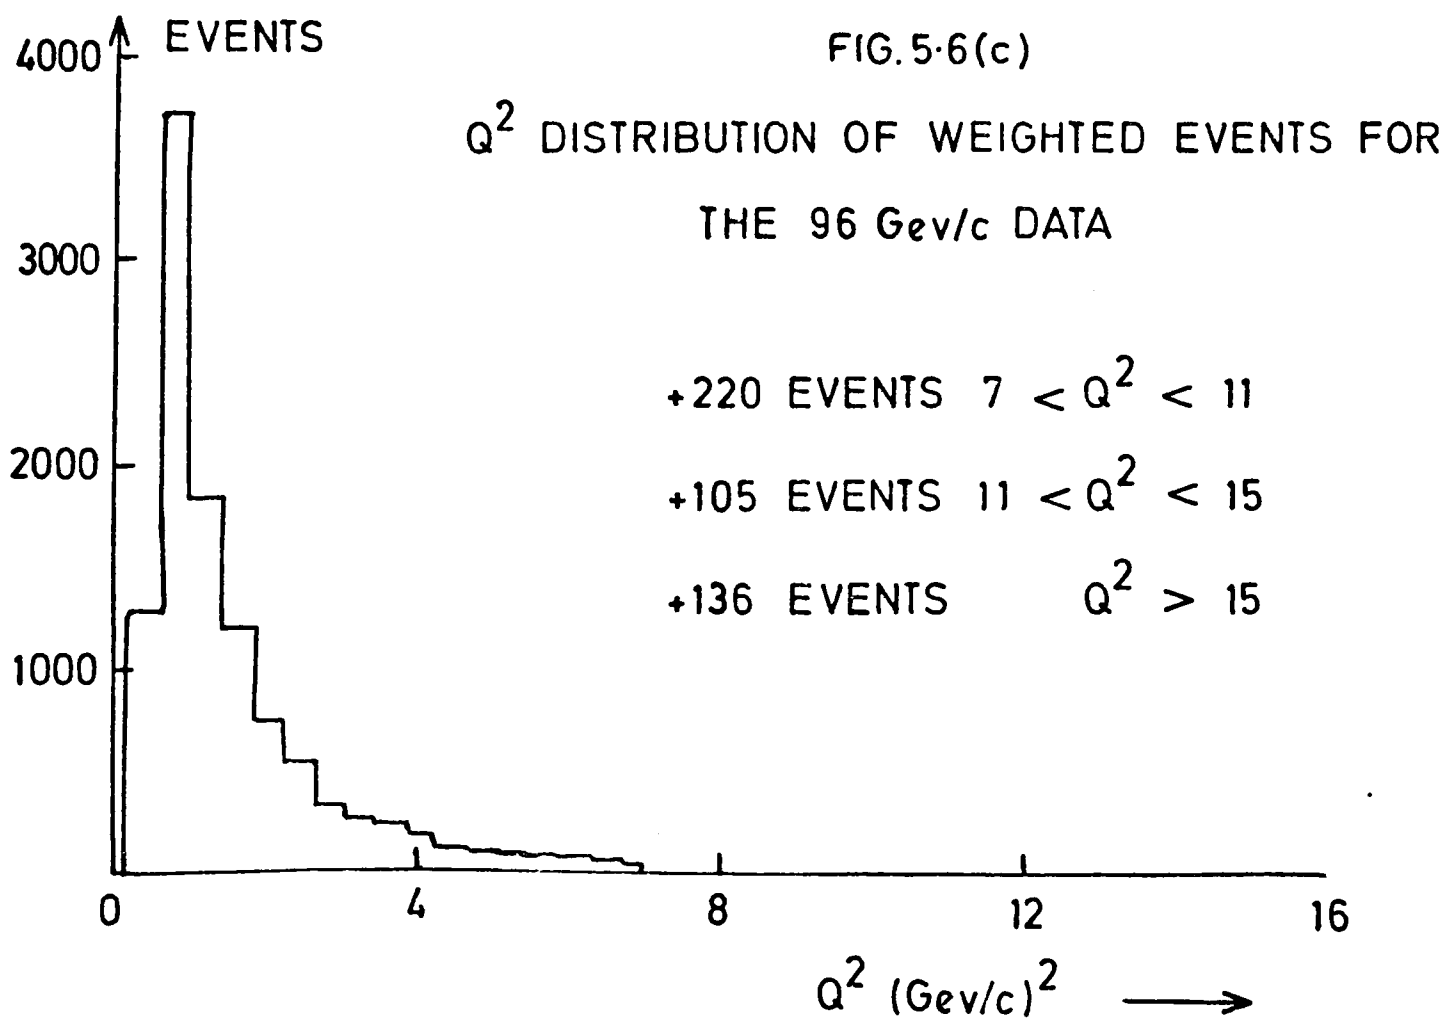 FIG. 5·6(c)
Q² DISTRIBUTION OF WEIGHTED EVENTS FOR
THE 96 Gev/c DATA
EVENTS
4000
3000
2000
1000
+220 EVENTS 7 < Q² < 11
+105 EVENTS 11 < Q² < 15
+136 EVENTS Q² > 15
0 4 8 12 16
Q² (Gev/c)²